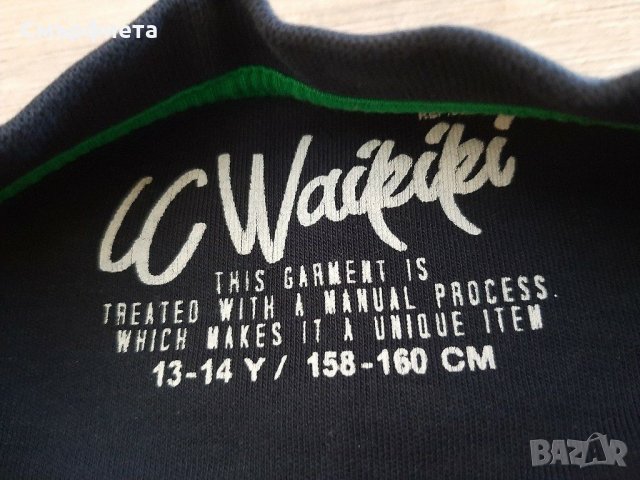 Смолфлета
LC Waikiki
THIS GARMENT IS
TREATED WITH A MANUAL PROCESS
WHICH MAKES IT A UNIQUE ITEM
13-14 Y / 158-160 CM
BAZAR